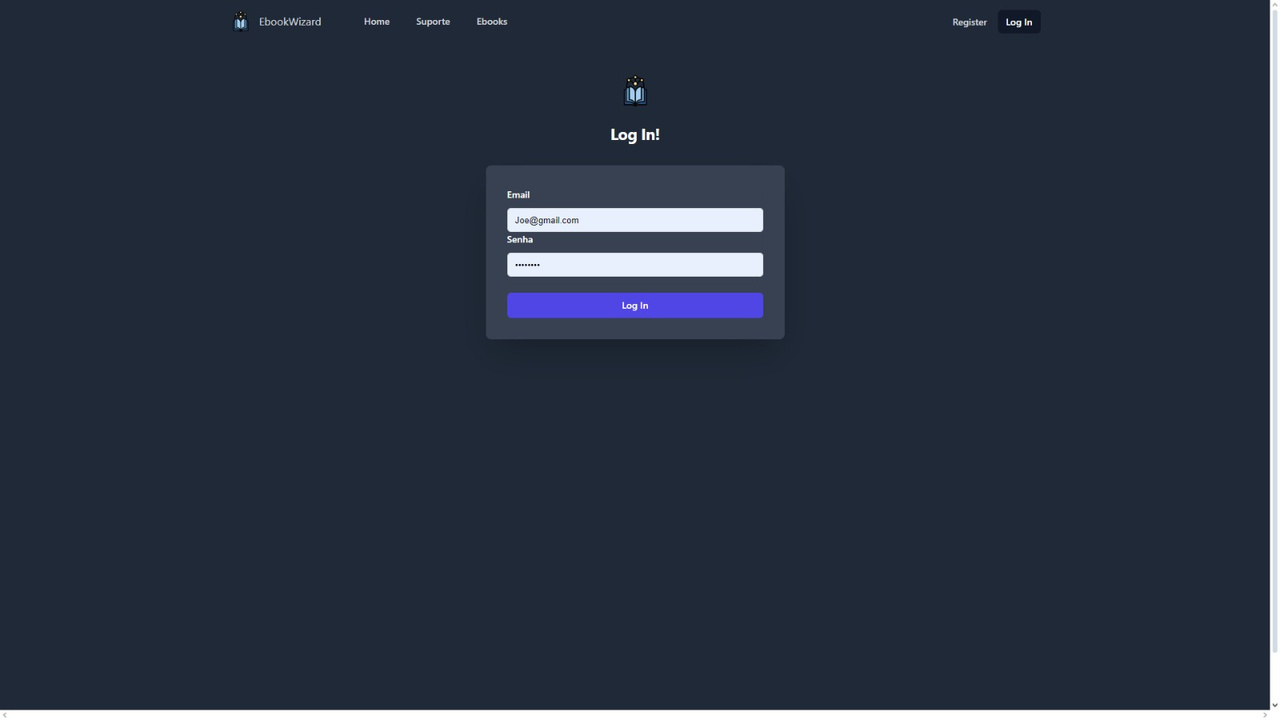 EbookWizard Home Suporte Ebooks Register Log In
Log In!
Email
Joe@gmail.com
Senha
••••••••
Log In